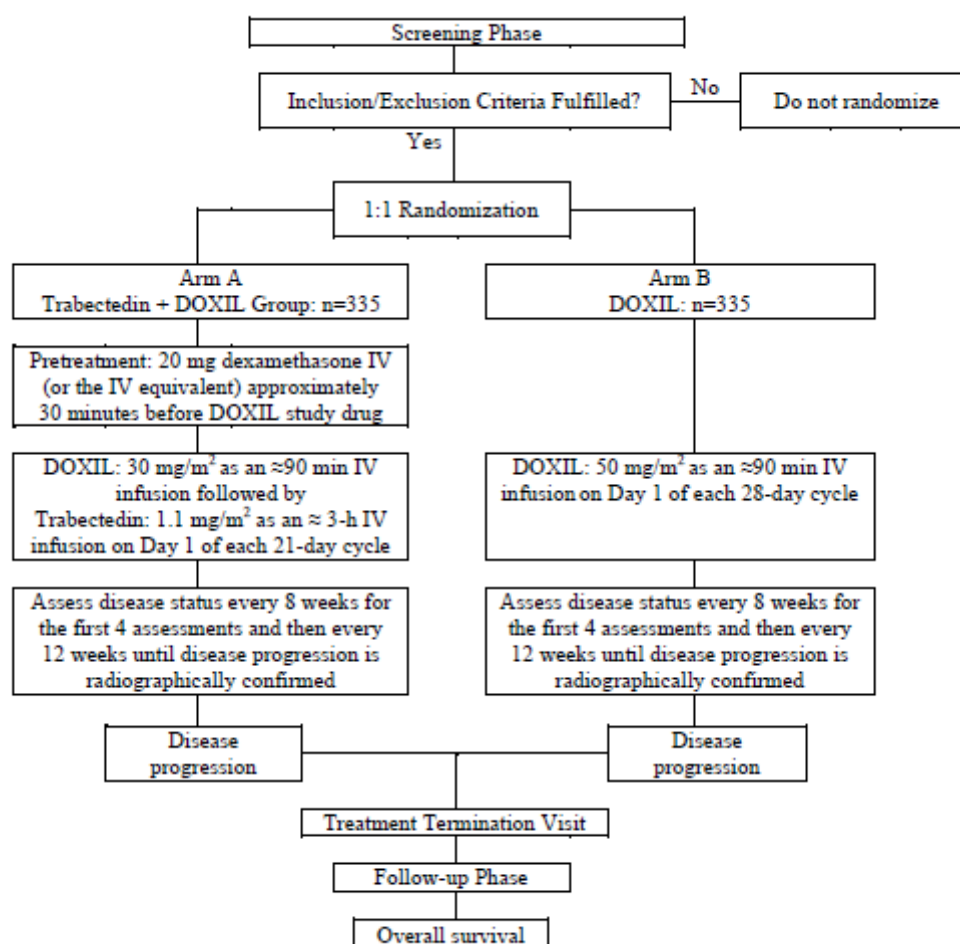 Screening Phase
Inclusion/Exclusion Criteria Fulfilled?
No
Do not randomize
Yes
1:1 Randomization
Arm A
Trabectedin + DOXIL Group: n=335
Arm B
DOXIL: n=335
Pretreatment: 20 mg dexamethasone IV
(or the IV equivalent) approximately
30 minutes before DOXIL study drug
DOXIL: 30 mg/m² as an ≈90 min IV
infusion followed by
Trabectedin: 1.1 mg/m² as an ≈ 3-h IV
infusion on Day 1 of each 21-day cycle
DOXIL: 50 mg/m² as an ≈90 min IV
infusion on Day 1 of each 28-day cycle
Assess disease status every 8 weeks for
the first 4 assessments and then every
12 weeks until disease progression is
radiographically confirmed
Assess disease status every 8 weeks for
the first 4 assessments and then every
12 weeks until disease progression is
radiographically confirmed
Disease
progression
Disease
progression
Treatment Termination Visit
Follow-up Phase
Overall survival